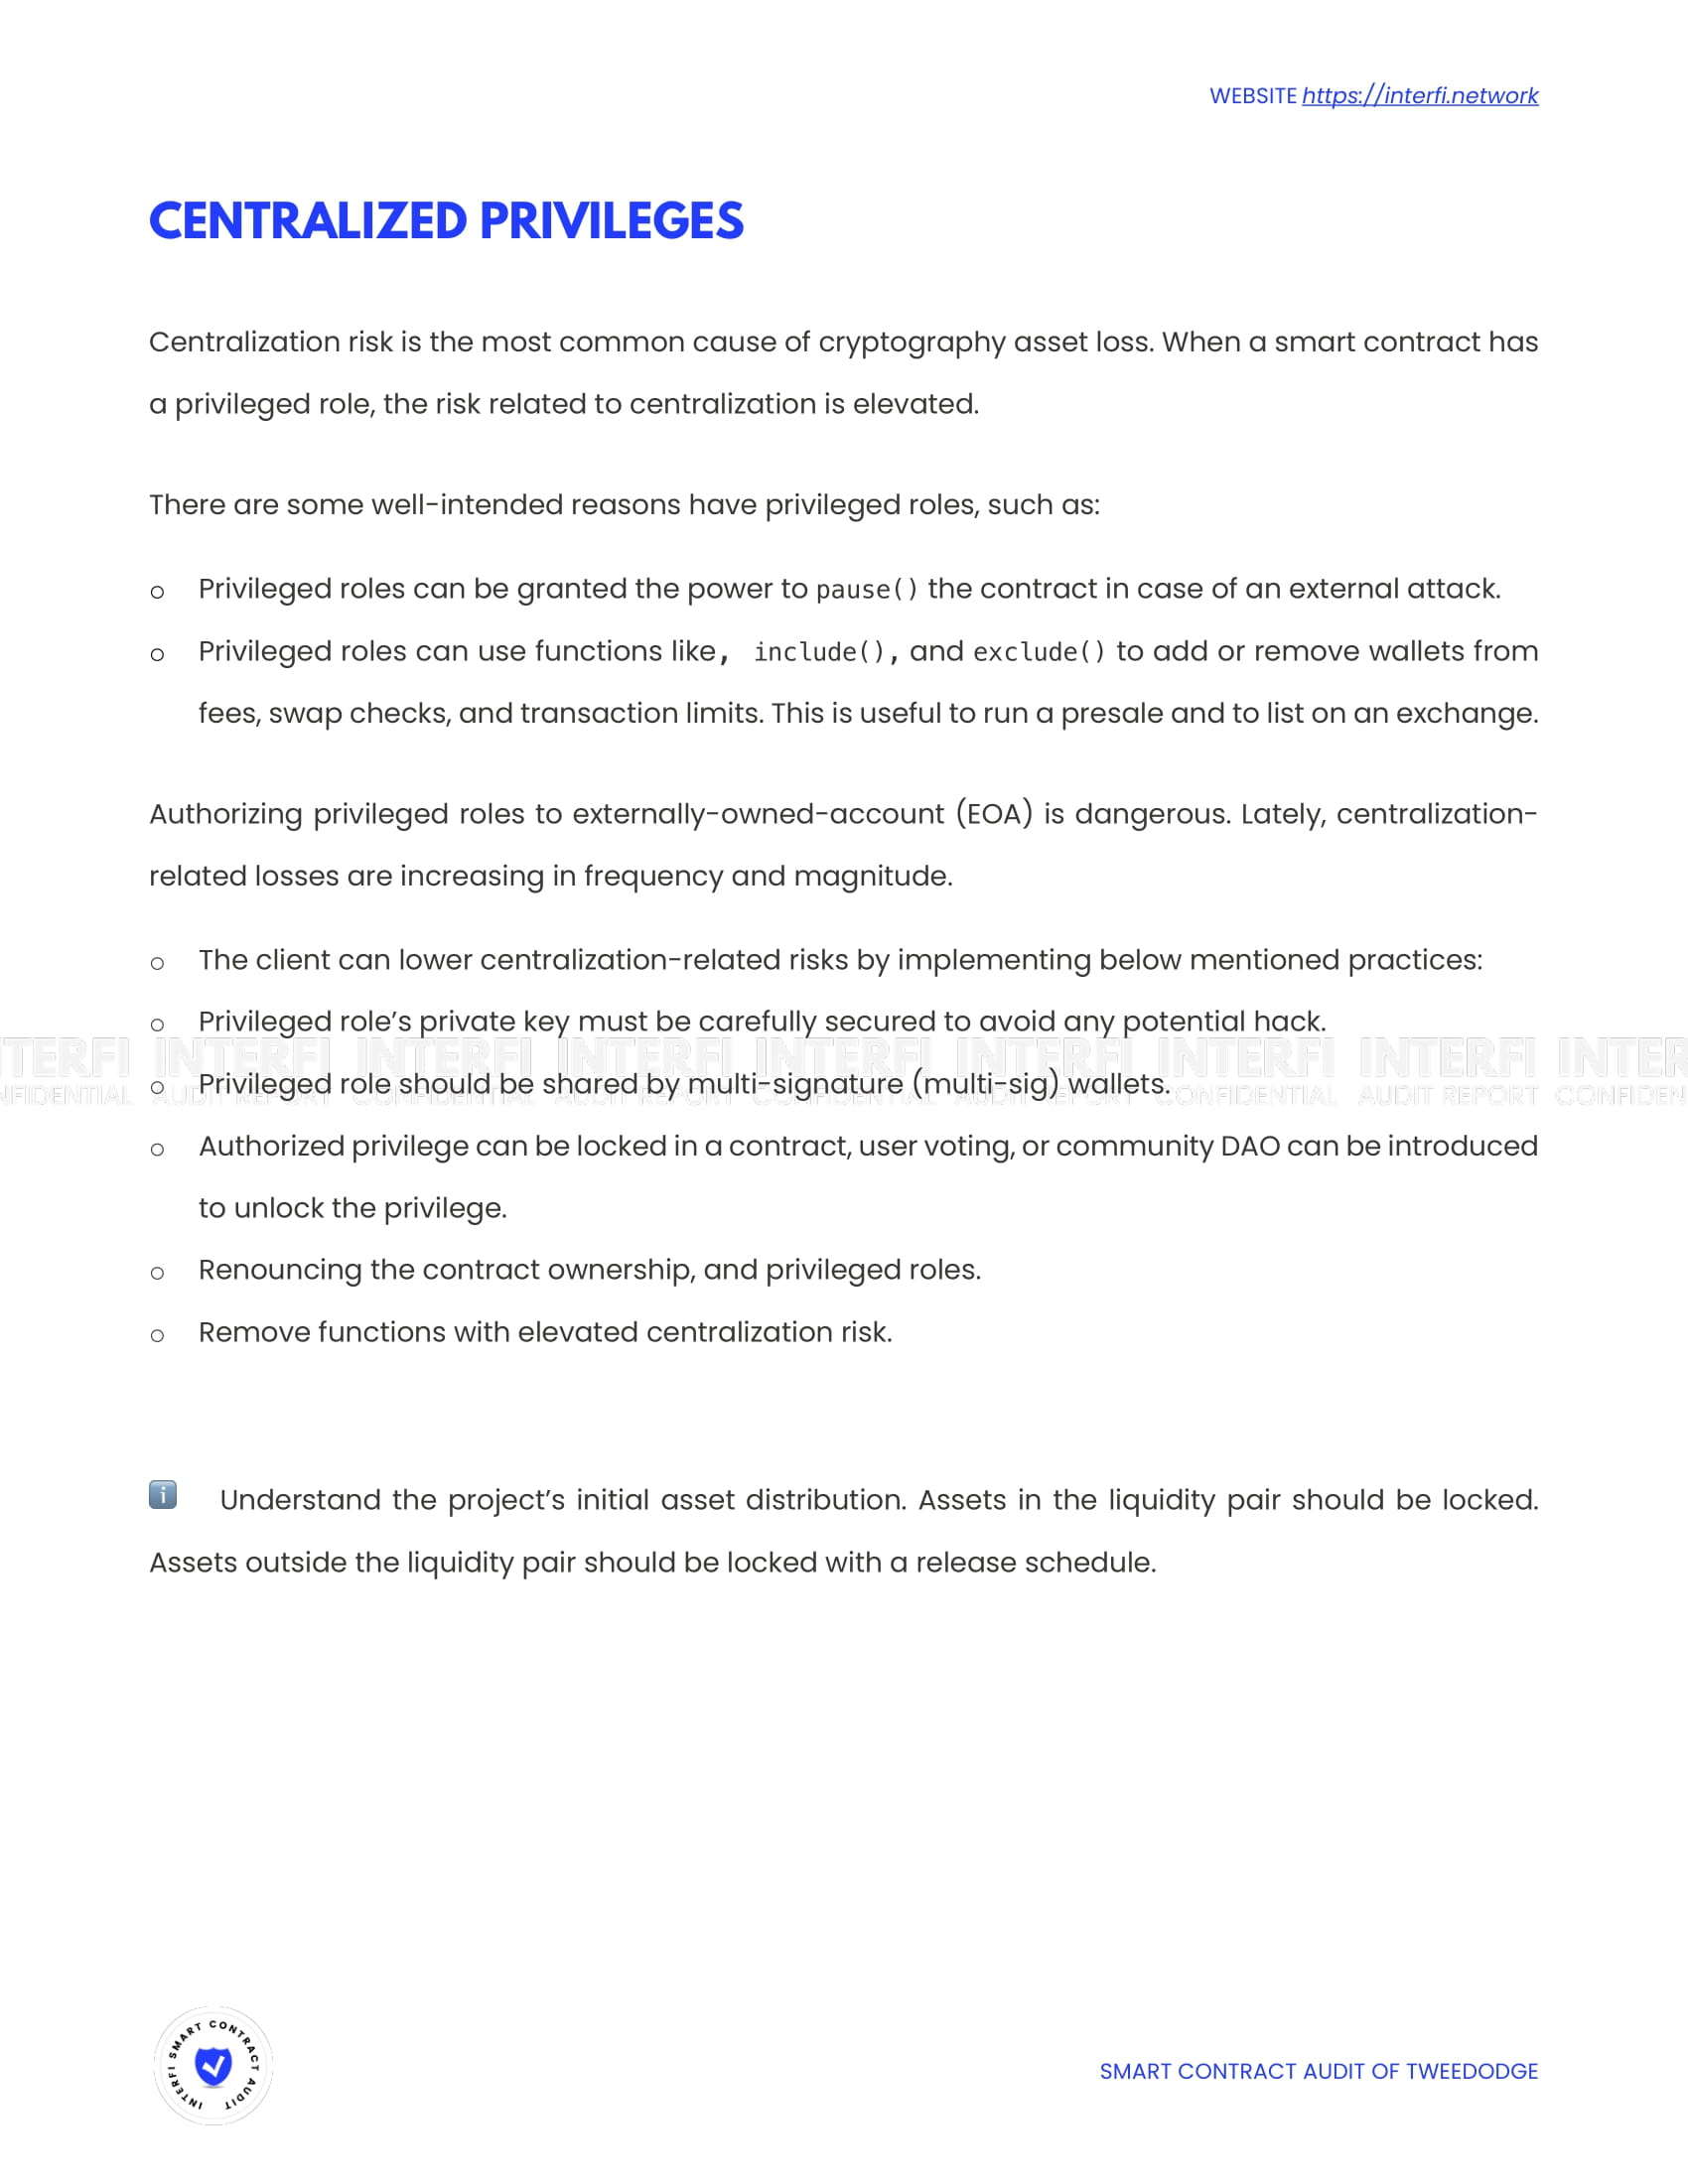 WEBSITE https://interfi.network
CENTRALIZED PRIVILEGES
Centralization risk is the most common cause of cryptography asset loss. When a smart contract has
a privileged role, the risk related to centralization is elevated.
There are some well-intended reasons have privileged roles, such as:
o Privileged roles can be granted the power to pause() the contract in case of an external attack.
o Privileged roles can use functions like, include(), and exclude() to add or remove wallets from
fees, swap checks, and transaction limits. This is useful to run a presale and to list on an exchange.
Authorizing privileged roles to externally-owned-account (EOA) is dangerous. Lately, centralization-
related losses are increasing in frequency and magnitude.
o The client can lower centralization-related risks by implementing below mentioned practices:
o Privileged role’s private key must be carefully secured to avoid any potential hack.
TERFI INTERFI INTERFI INTERFI INTERFI INTERFI INTERFI INTERFI INTER
o Privileged role should be shared by multi-signature (multi-sig) wallets.
NFIDENTIAL AUDIT REPORT CONFIDENTIAL AUDIT REPORT CONFIDENTIAL AUDIT REPORT CONFIDENTIAL AUDIT REPORT CONFIDEN
o Authorized privilege can be locked in a contract, user voting, or community DAO can be introduced
to unlock the privilege.
o Renouncing the contract ownership, and privileged roles.
o Remove functions with elevated centralization risk.
i Understand the project’s initial asset distribution. Assets in the liquidity pair should be locked.
Assets outside the liquidity pair should be locked with a release schedule.
INTERFI SMART CONTRACT AUDIT
SMART CONTRACT AUDIT OF TWEEDODGE